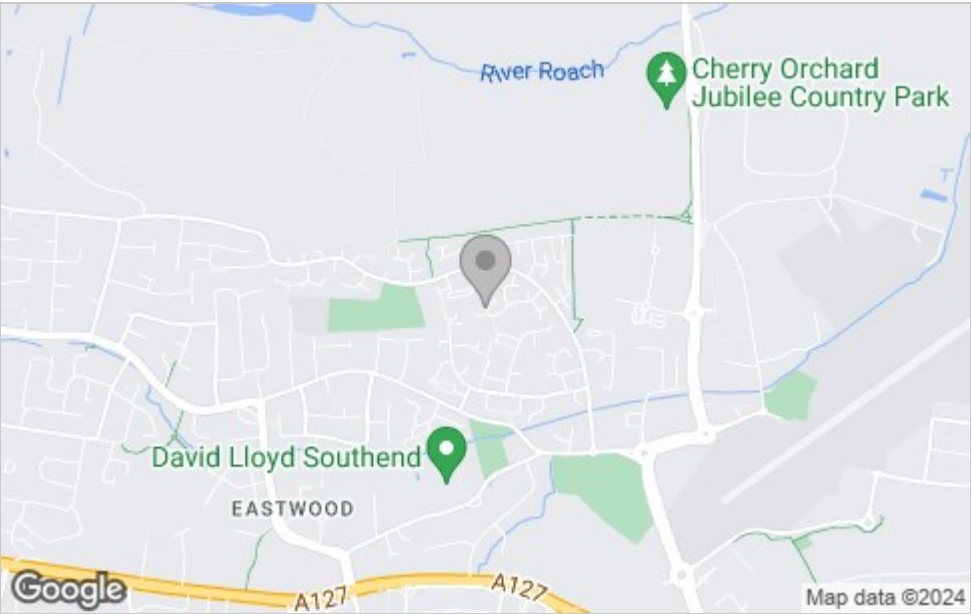 River Roach
Cherry Orchard
Jubilee Country Park
David Lloyd Southend
EASTWOOD
A127
A127
Google
Map data ©2024